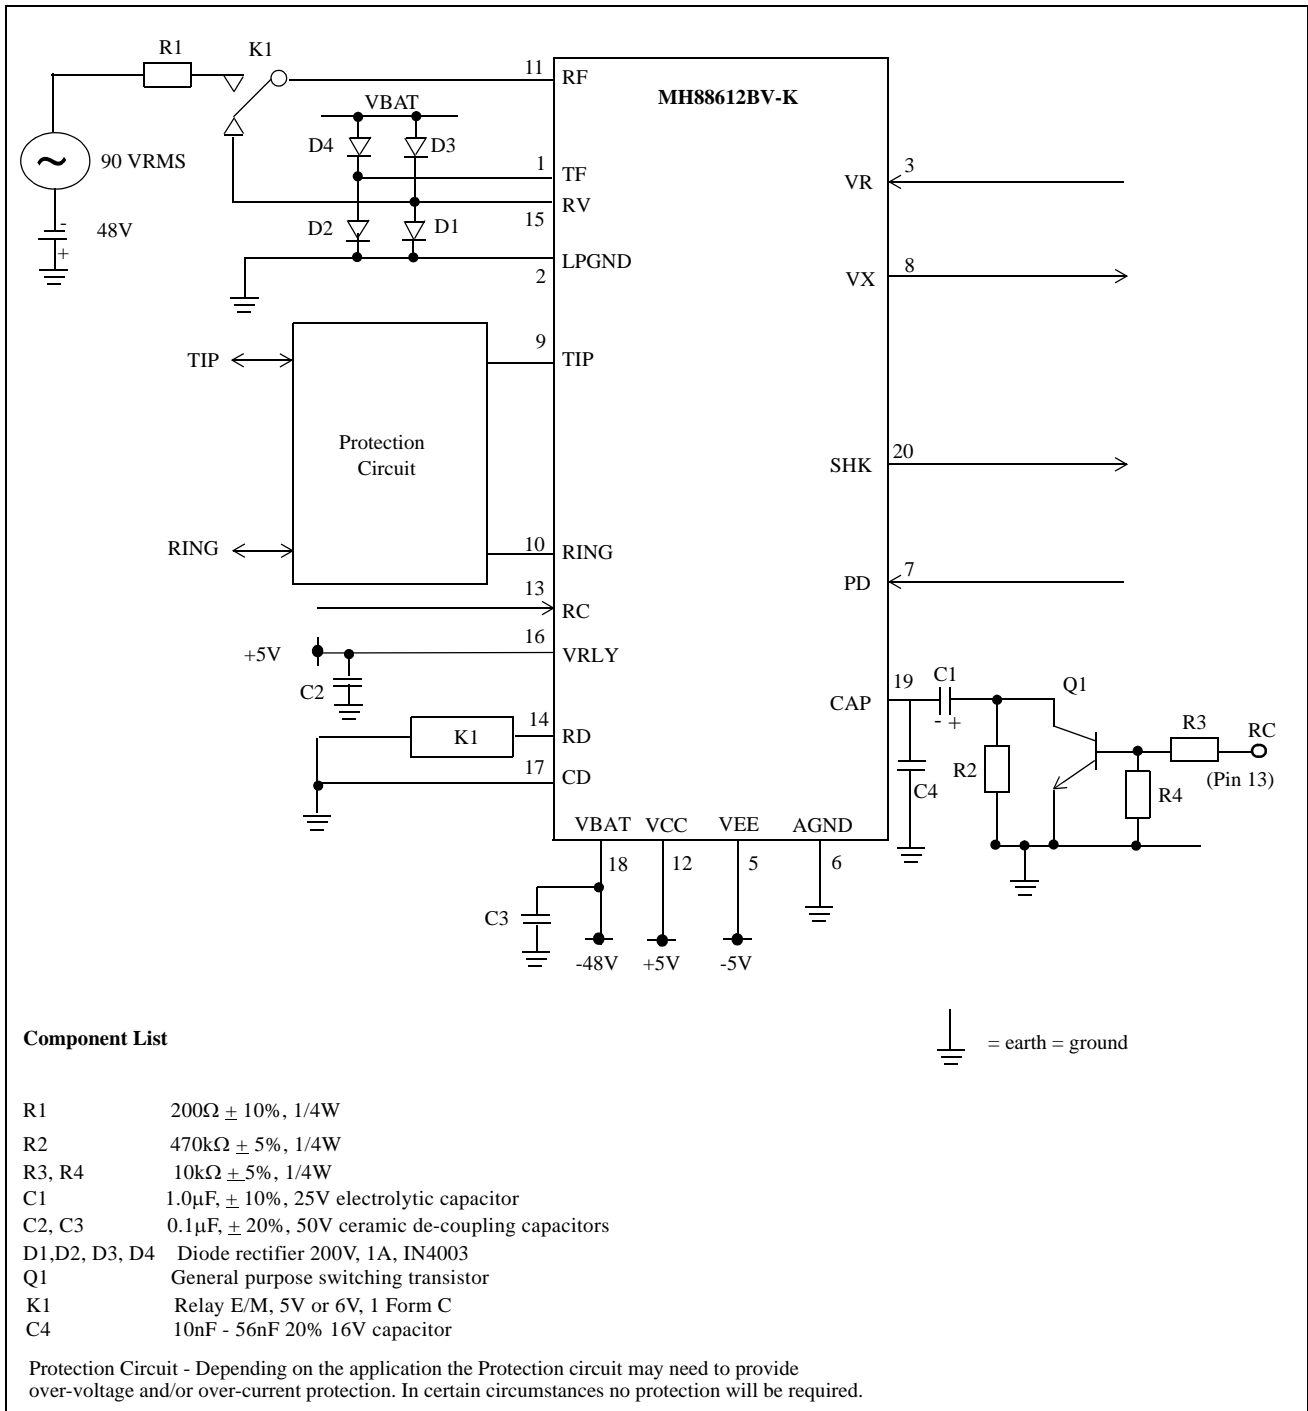 R1
K1
11
RF
MH88612BV-K
VBAT
D4
D3
~
90 VRMS
1
TF
3
VR
RV
15
-
48V
+
D2
D1
LPGND
2
8
VX
9
TIP
TIP
Protection
Circuit
20
SHK
RING
10
RING
7
PD
13
RC
16
+5V
VRLY
C2
19
C1
Q1
CAP
- +
R3
RC
14
K1
RD
17
CD
R2
C4
R4
(Pin 13)
VBAT
VCC
VEE
AGND
18
12
5
6
C3
-48V
+5V
-5V
Component List
= earth = ground
R1 200Ω ± 10%, 1/4W
R2 470kΩ ± 5%, 1/4W
R3, R4 10kΩ ± 5%, 1/4W
C1 1.0µF, ± 10%, 25V electrolytic capacitor
C2, C3 0.1µF, ± 20%, 50V ceramic de-coupling capacitors
D1,D2, D3, D4 Diode rectifier 200V, 1A, IN4003
Q1 General purpose switching transistor
K1 Relay E/M, 5V or 6V, 1 Form C
C4 10nF - 56nF 20% 16V capacitor
Protection Circuit - Depending on the application the Protection circuit may need to provide
over-voltage and/or over-current protection. In certain circumstances no protection will be required.